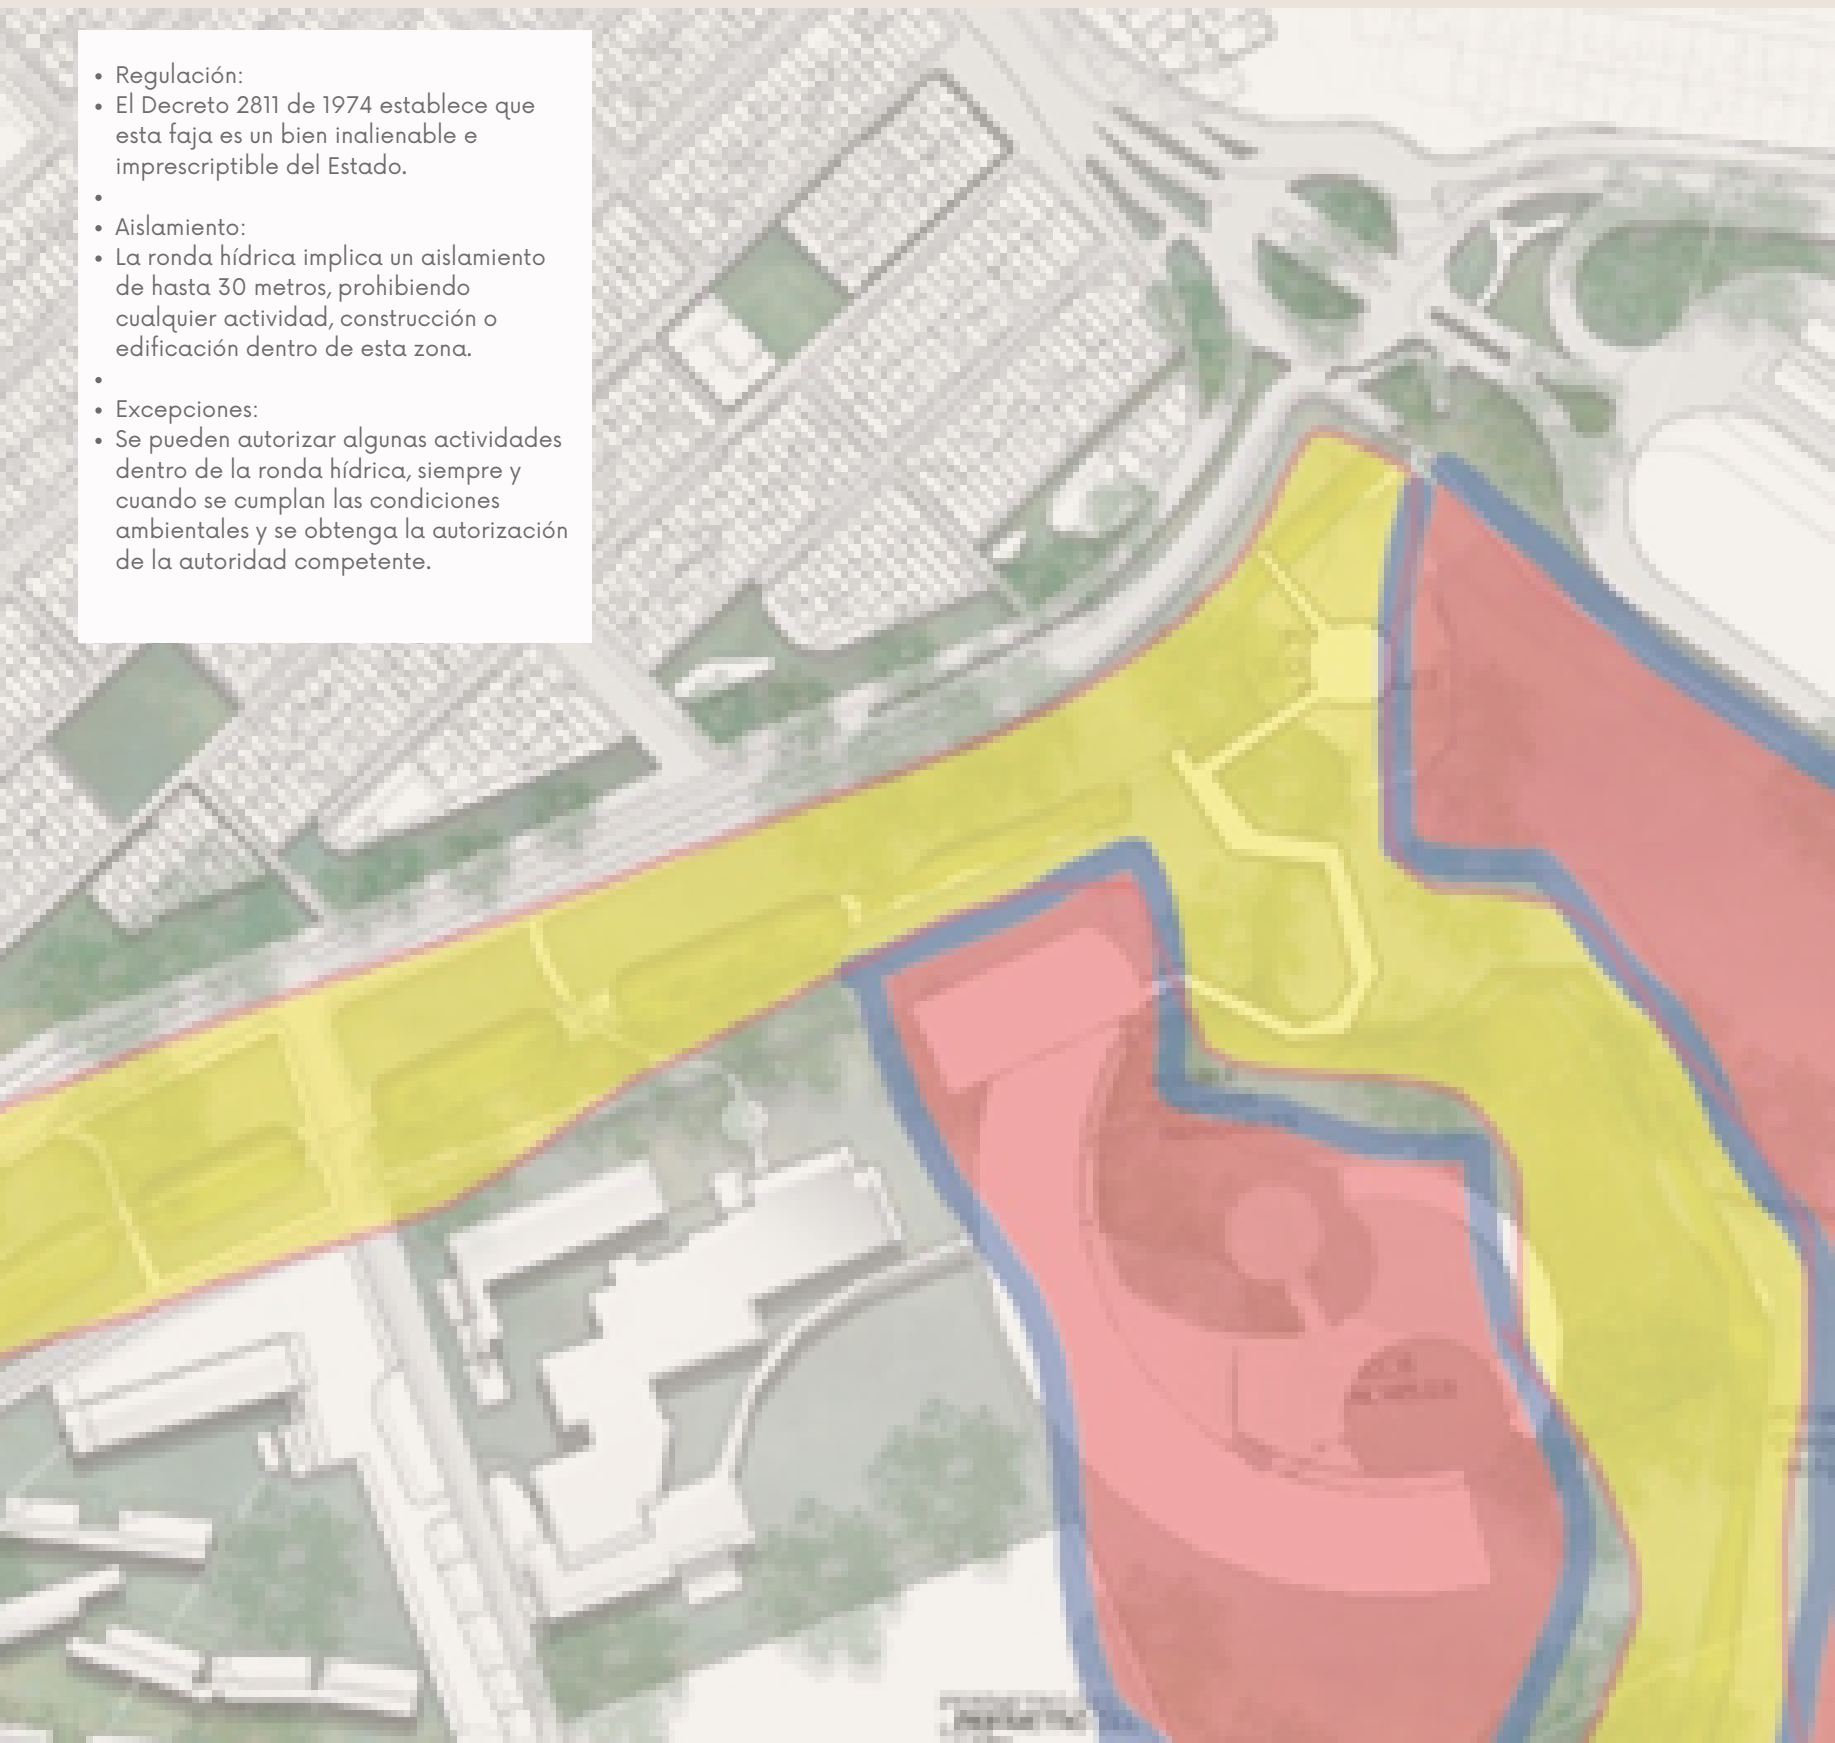 • Regulación:
• El Decreto 2811 de 1974 establece que
esta faja es un bien inalienable e
imprescriptible del Estado.
•
• Aislamiento:
• La ronda hídrica implica un aislamiento
de hasta 30 metros, prohibiendo
cualquier actividad, construcción o
edificación dentro de esta zona.
•
• Excepciones:
• Se pueden autorizar algunas actividades
dentro de la ronda hídrica, siempre y
cuando se cumplan las condiciones
ambientales y se obtenga la autorización
de la autoridad competente.